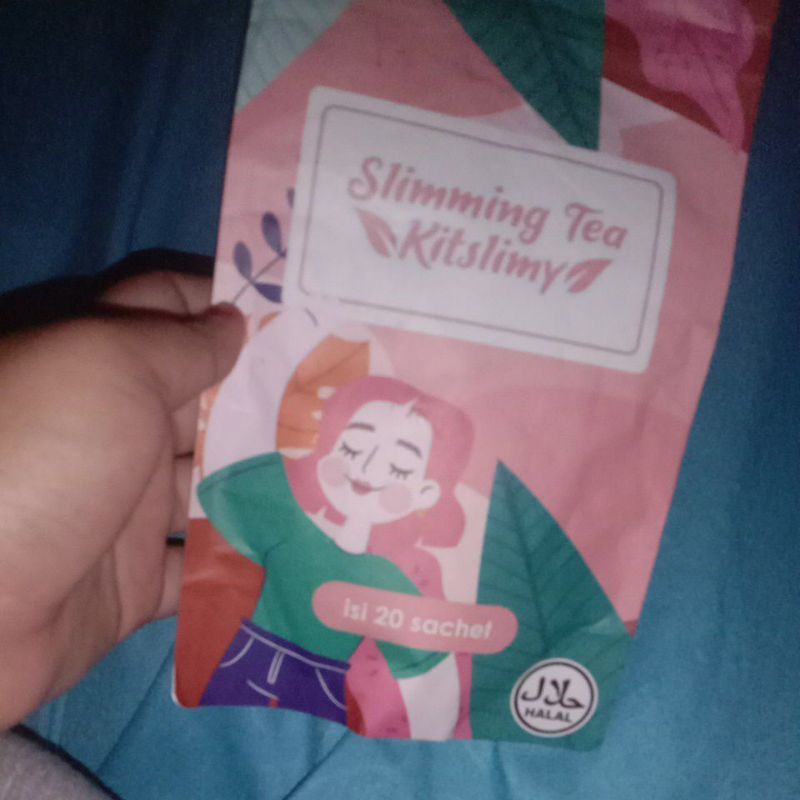 Slimming Tea
Kitslimy
isi 20 sachet
حلال
HALAL